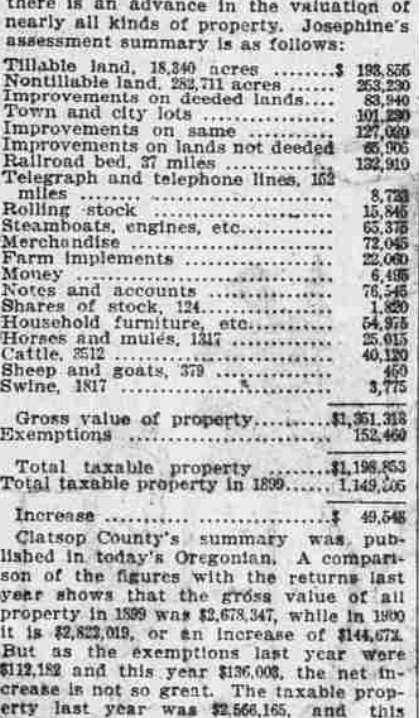 there is an advance in the valuation of
nearly all kinds of property. Josephine's
assessment summary is as follows:
Tillable land, 18,340 acres ........$ 193,855
Nontillable land, 282,711 acres ....... 253,230
Improvements on deeded lands.... 83,940
Town and city lots ............... 101,230
Improvements on same ............ 127,020
Improvements on lands not deeded 65,906
Railroad bed, 37 miles ............ 132,910
Telegraph and telephone lines, 152
miles ............................ 8,733
Rolling stock .................... 15,845
Steamboats, engines, etc.......... 65,375
Merchandise ...................... 72,045
Farm implements ................. 22,060
Money ............................ 6,495
Notes and accounts ............... 76,545
Shares of stock, 124.............. 1,820
Household furniture, etc.......... 54,975
Horses and mules, 1317 ........... 25,015
Cattle, 3512 ..................... 40,120
Sheep and goats, 379 ............. 450
Swine, 1817 ...................... 3,775
Gross value of property..........$1,351,318
Exemptions ....................... 152,460
Total taxable property ........$1,198,853
Total taxable property in 1899...... 1,149,305
Increase .......................$ 49,548
Clatsop County's summary was pub-
lished in today's Oregonian. A compari-
son of the figures with the returns last
year shows that the gross value of all
property in 1899 was $2,678,347, while in 1900
it is $2,823,019, or an increase of $144,672.
But as the exemptions last year were
$112,182 and this year $136,003, the net in-
crease is not so great. The taxable prop-
erty last year was $2,566,165, and this